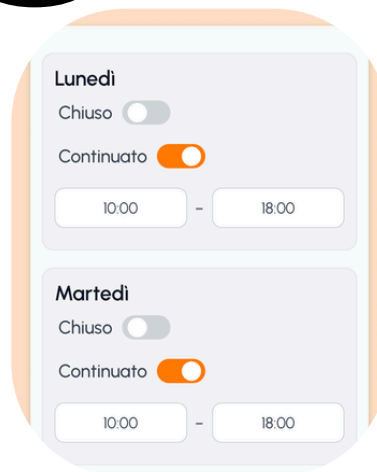 Lunedì
Chiuso
Continuato
10:00 - 18:00
Martedì
Chiuso
Continuato
10:00 - 18:00